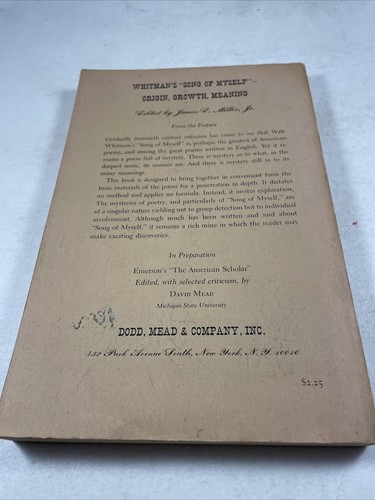 WHITMAN'S "SONG OF MYSELF"—
ORIGIN, GROWTH, MEANING
Edited by James E. Miller, Jr.
From the Preface
Gradually twentieth century criticism has come to see that Walt
Whitman's "Song of Myself" is, perhaps, the greatest of American
poems, and among the great poems written in English. Yet it re-
mains a poem full of mystery. There is mystery as to what, in the
deepest sense, its sources are. And there is mystery still as to its
many meanings.
This book is designed to bring together in convenient form the
basic materials of the poem for a penetration in depth. It dictates
no method and applies no formula. Instead, it invites exploration.
The mysteries of poetry, and particularly of "Song of Myself," are
of a singular nature yielding not to group detection but to individual
involvement. Although much has been written and said about
"Song of Myself," it remains a rich mine in which the reader may
make exciting discoveries.
In Preparation
Emerson's "The American Scholar"
Edited, with selected criticism, by
DAVID MEAD
Michigan State University
DODD, MEAD & COMPANY, INC.
432 Park Avenue South, New York, N. Y. 10016
$2.25